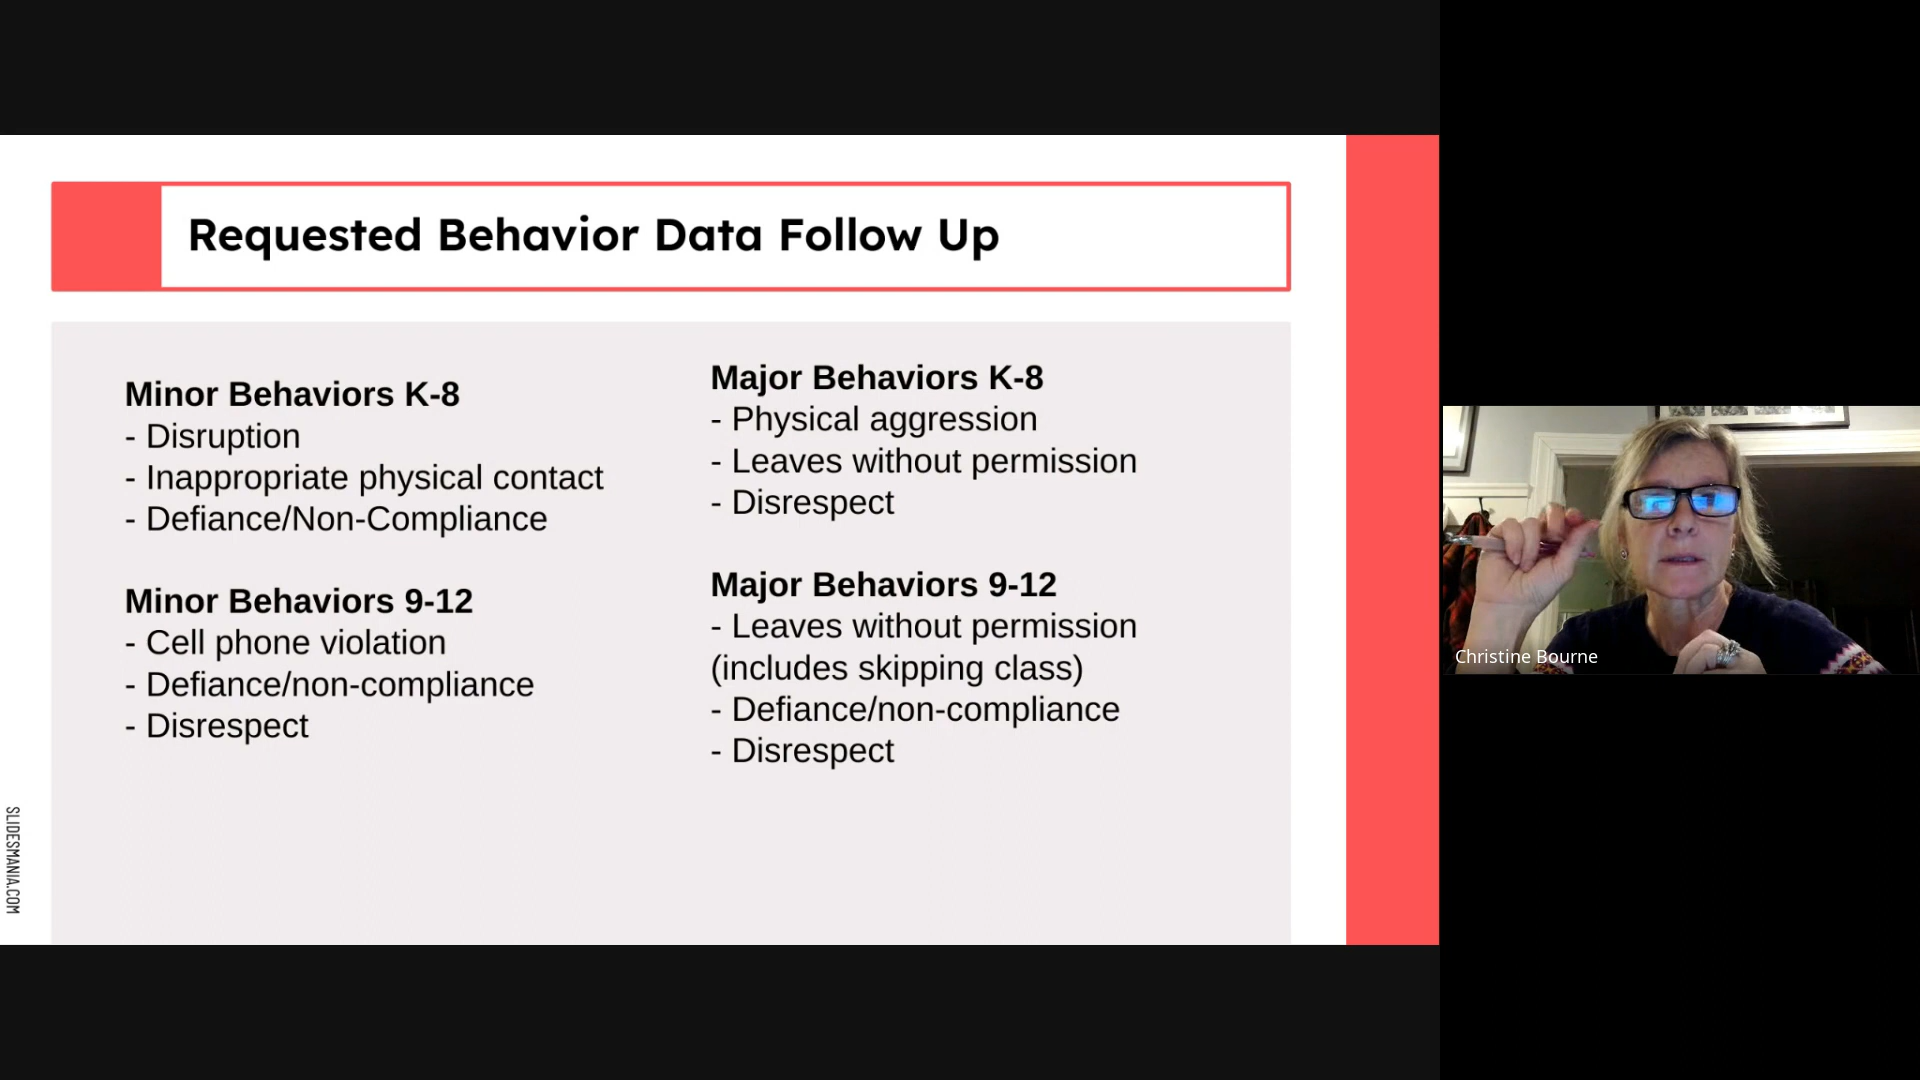 Requested Behavior Data Follow Up
Minor Behaviors K-8
- Disruption
- Inappropriate physical contact
- Defiance/Non-Compliance
Minor Behaviors 9-12
- Cell phone violation
- Defiance/non-compliance
- Disrespect
Major Behaviors K-8
- Physical aggression
- Leaves without permission
- Disrespect
Major Behaviors 9-12
- Leaves without permission
(includes skipping class)
- Defiance/non-compliance
- Disrespect
SLIDESMANIA.COM
Christine Bourne